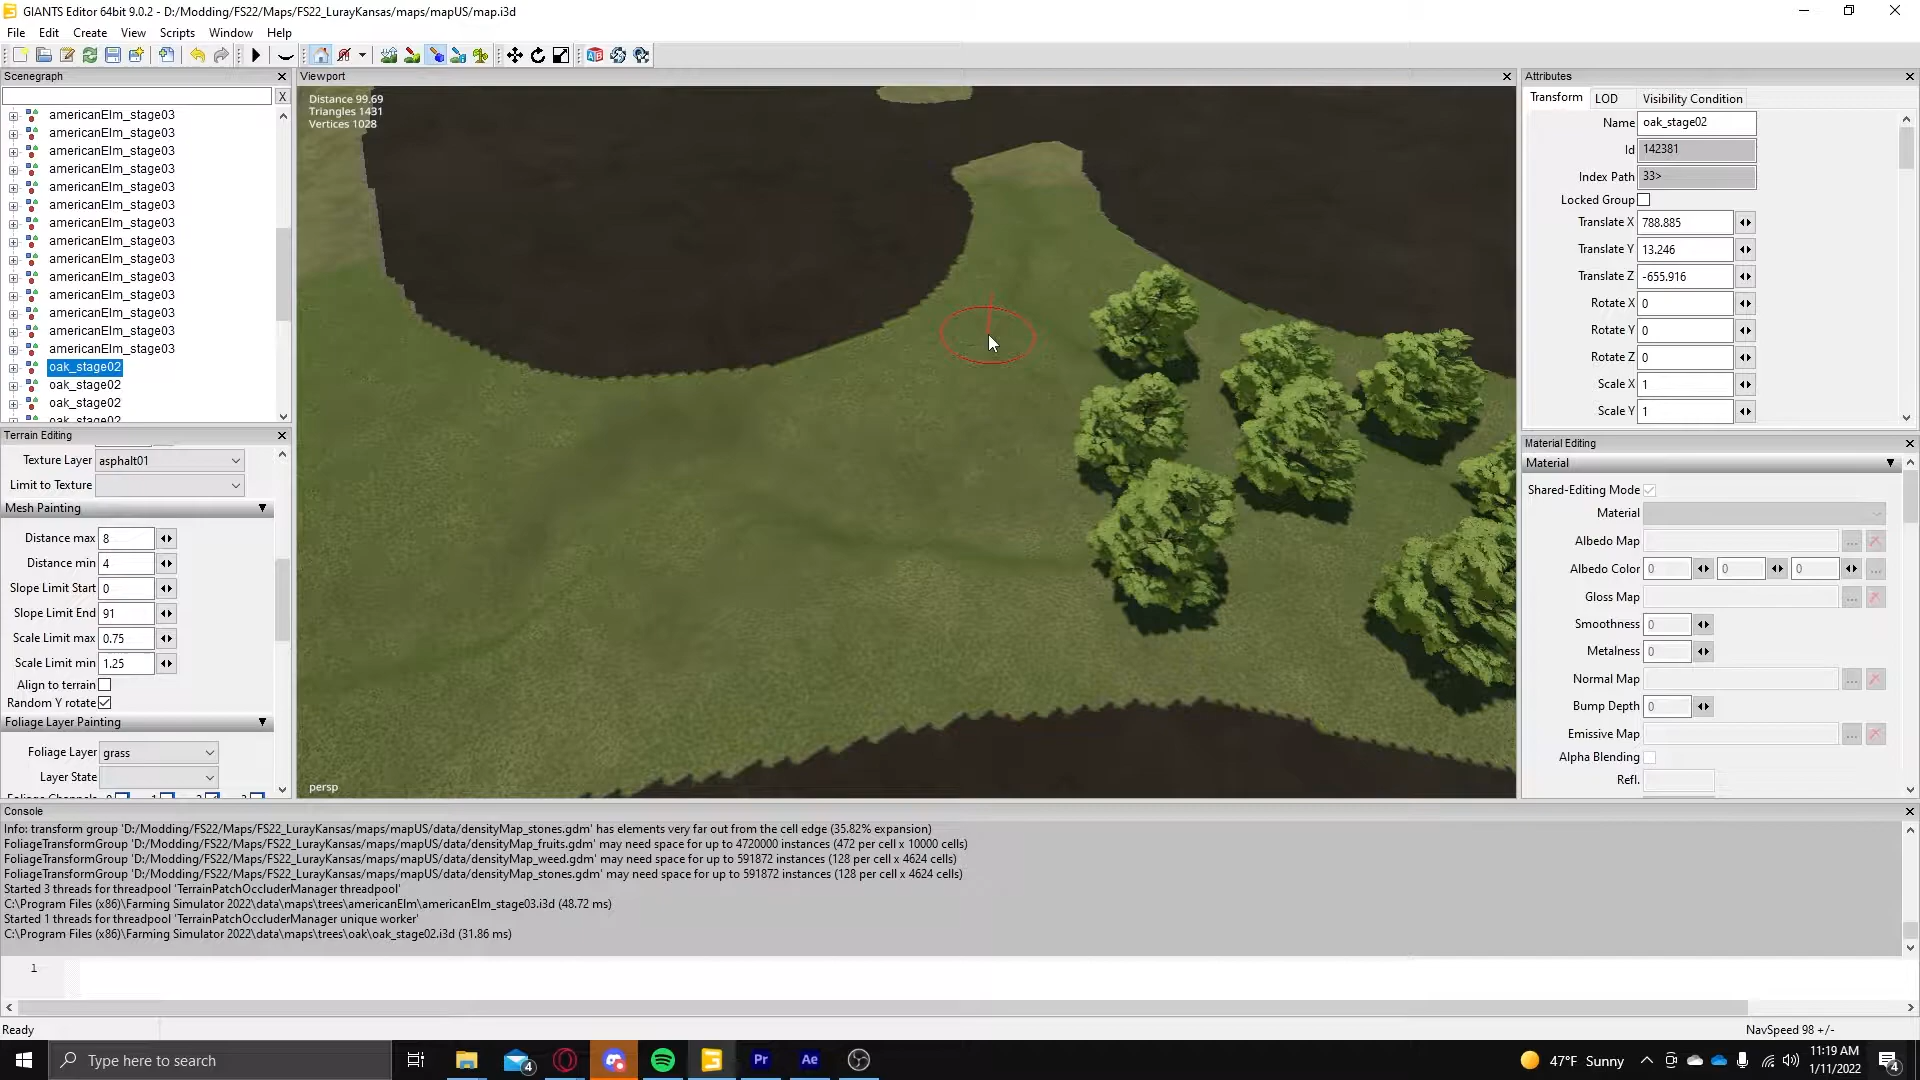 GIANTS Editor 64bit 9.0.2 - D:/Modding/FS22/Maps/FS22_LurayKansas/maps/mapUS/map.i3d
File Edit Create View Scripts Window Help
Scenegraph
X
americanElm_stage03
americanElm_stage03
americanElm_stage03
americanElm_stage03
americanElm_stage03
americanElm_stage03
americanElm_stage03
americanElm_stage03
americanElm_stage03
americanElm_stage03
americanElm_stage03
americanElm_stage03
americanElm_stage03
americanElm_stage03
oak_stage02
oak_stage02
oak_stage02
oak_stage02
Terrain Editing
Texture Layer asphalt01
Limit to Texture
Mesh Painting
Distance max 8
Distance min 4
Slope Limit Start 0
Slope Limit End 91
Scale Limit max 0.75
Scale Limit min 1.25
Align to terrain
Random Y rotate
Foliage Layer Painting
Foliage Layer grass
Layer State
Viewport
Distance 99.69
Triangles 1431
Vertices 1028
persp
Attributes
Transform LOD Visibility Condition
Name oak_stage02
Id 142381
Index Path 33>
Locked Group
Translate X 788.885
Translate Y 13.246
Translate Z -655.916
Rotate X 0
Rotate Y 0
Rotate Z 0
Scale X 1
Scale Y 1
Material Editing
Material
Shared-Editing Mode
Material
Albedo Map ...
Albedo Color 0 0 0 ...
Gloss Map ...
Smoothness 0
Metalness 0
Normal Map ...
Bump Depth 0
Emissive Map ...
Alpha Blending
Refl.
Console
Info: transform group 'D:/Modding/FS22/Maps/FS22_LurayKansas/maps/mapUS/data/densityMap_stones.gdm' has elements very far out from the cell edge (35.82% expansion)
FoliageTransformGroup 'D:/Modding/FS22/Maps/FS22_LurayKansas/maps/mapUS/data/densityMap_fruits.gdm' may need space for up to 4720000 instances (472 per cell x 10000 cells)
FoliageTransformGroup 'D:/Modding/FS22/Maps/FS22_LurayKansas/maps/mapUS/data/densityMap_weed.gdm' may need space for up to 591872 instances (128 per cell x 4624 cells)
FoliageTransformGroup 'D:/Modding/FS22/Maps/FS22_LurayKansas/maps/mapUS/data/densityMap_stones.gdm' may need space for up to 591872 instances (128 per cell x 4624 cells)
Started 3 threads for threadpool 'TerrainPatchOccluderManager threadpool'
C:\Program Files (x86)\Farming Simulator 2022\data\maps\trees\americanElm\americanElm_stage03.i3d (48.72 ms)
Started 1 threads for threadpool 'TerrainPatchOccluderManager unique worker'
C:\Program Files (x86)\Farming Simulator 2022\data\maps\trees\oak\oak_stage02.i3d (31.86 ms)
1
Ready
NavSpeed 98 +/-
Type here to search
4
Pr
Ae
47°F Sunny
11:19 AM
1/11/2022
4